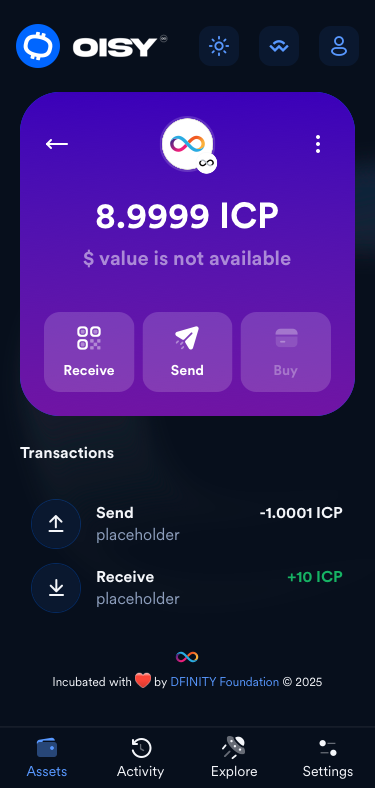 OISY
8.9999 ICP
$ value is not available
Receive
Send
Buy
Transactions
Send
-1.0001 ICP
placeholder
Receive
+10 ICP
placeholder
Incubated with ❤️ by DFINITY Foundation © 2025
Assets
Activity
Explore
Settings